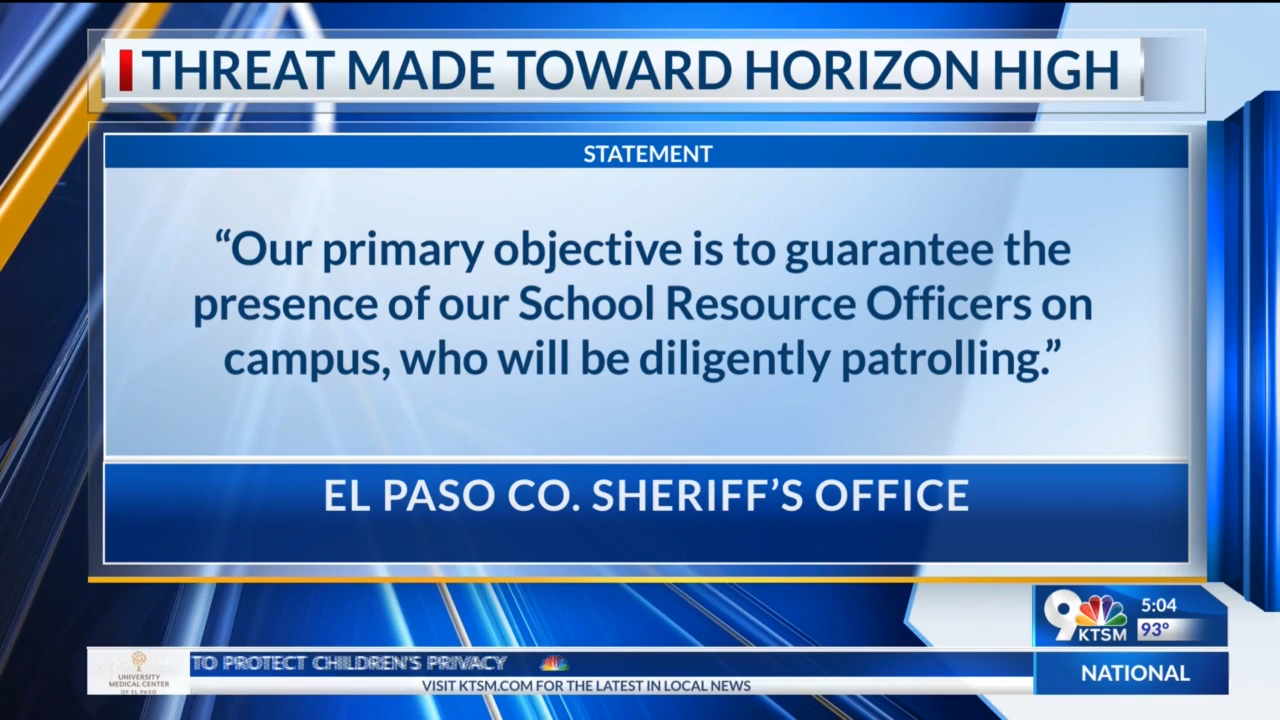 THREAT MADE TOWARD HORIZON HIGH
STATEMENT
“Our primary objective is to guarantee the
presence of our School Resource Officers on
campus, who will be diligently patrolling.”
EL PASO CO. SHERIFF’S OFFICE
9
KTSM
5:04
93°
NATIONAL
UNIVERSITY
MEDICAL CENTER
OF EL PASO
TO PROTECT CHILDREN'S PRIVACY
VISIT KTSM.COM FOR THE LATEST IN LOCAL NEWS